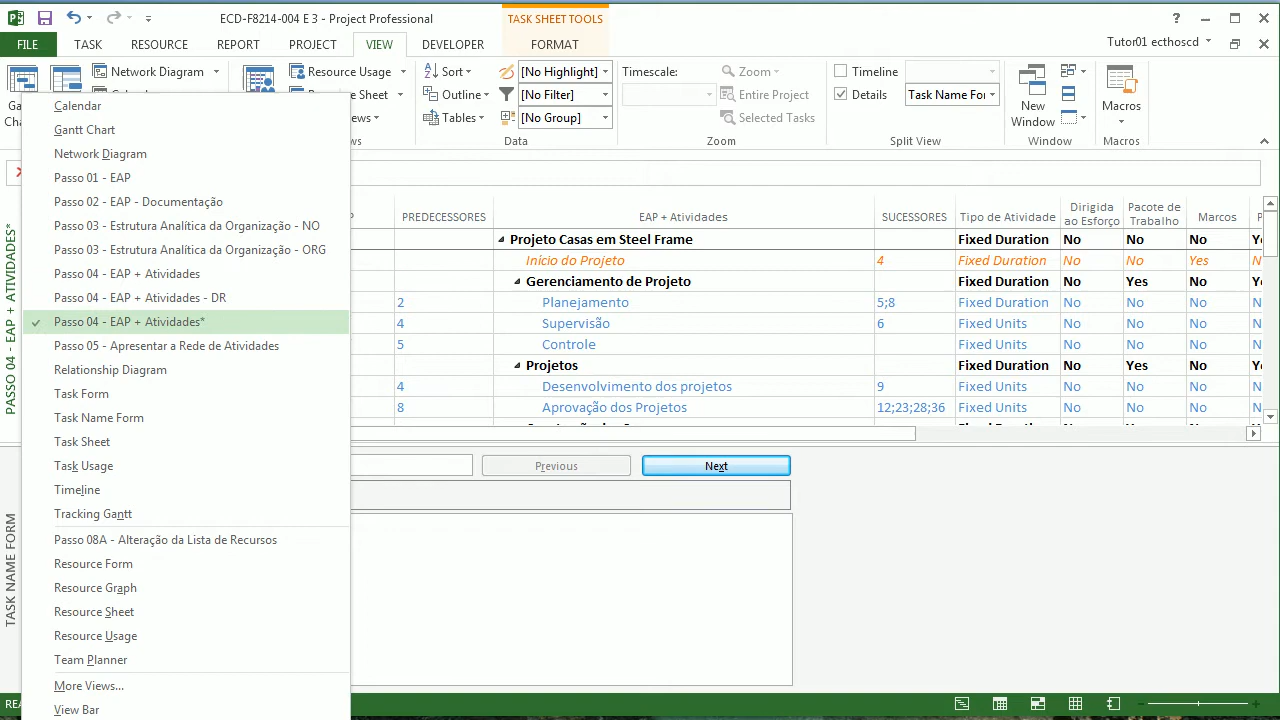 ECD-F8214-004 E 3 - Project Professional
TASK SHEET TOOLS
FILE
TASK
RESOURCE
REPORT
PROJECT
VIEW
DEVELOPER
FORMAT
Tutor01 ecthoscd
Network Diagram
Resource Usage
Outline
Tables
[No Highlight]
[No Filter]
[No Group]
Data
Timescale:
Zoom
Entire Project
Selected Tasks
Zoom
Timeline
Details
Task Name For
Split View
New
Window
Window
Macros
Macros
Calendar
Gantt Chart
Network Diagram
Passo 01 - EAP
Passo 02 - EAP - Documentação
Passo 03 - Estrutura Analítica da Organização - NO
Passo 03 - Estrutura Analítica da Organização - ORG
Passo 04 - EAP + Atividades
Passo 04 - EAP + Atividades - DR
Passo 04 - EAP + Atividades*
Passo 05 - Apresentar a Rede de Atividades
Relationship Diagram
Task Form
Task Name Form
Task Sheet
Task Usage
Timeline
Tracking Gantt
Passo 08A - Alteração da Lista de Recursos
Resource Form
Resource Graph
Resource Sheet
Resource Usage
Team Planner
More Views...
View Bar
PASSO 04 - EAP + ATIVIDADES*
TASK NAME FORM
PREDECESSORES EAP + Atividades SUCESSORES Tipo de Atividade Dirigida ao Esforço Pacote de Trabalho Marcos
Projeto Casas em Steel Frame Fixed Duration No No No
Início do Projeto 4 Fixed Duration No No Yes
Gerenciamento de Projeto Fixed Duration No Yes No
2 Planejamento 5;8 Fixed Duration No No No
4 Supervisão 6 Fixed Units No No No
5 Controle Fixed Units No No No
Projetos Fixed Duration No Yes No
4 Desenvolvimento dos projetos 9 Fixed Units No No No
8 Aprovação dos Projetos 12;23;28;36 Fixed Units No No No
Previous
Next